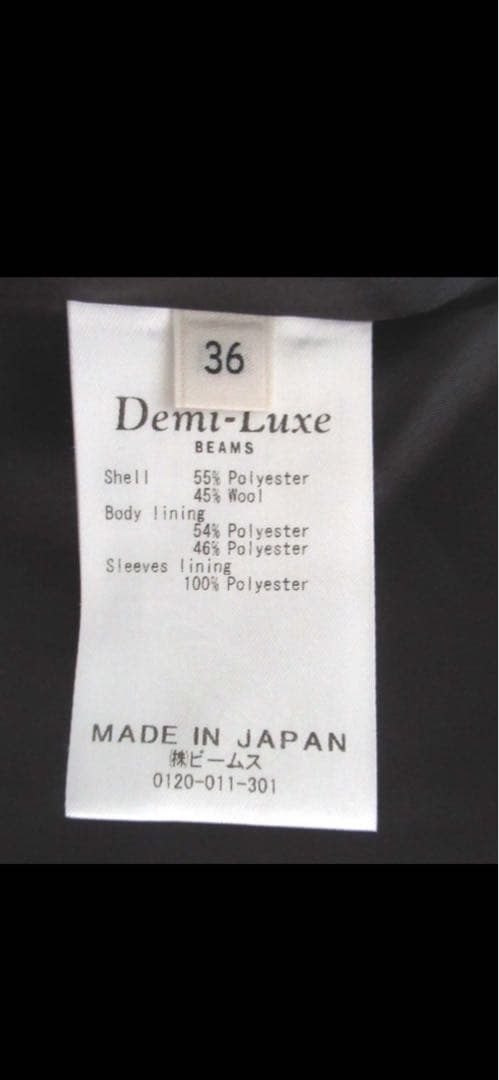 36
Demi-Luxe
BEAMS
Shell 55% Polyester
45% Wool
Body lining
54% Polyester
46% Polyester
Sleeves lining
100% Polyester
MADE IN JAPAN
㈱ビームス
0120-011-301